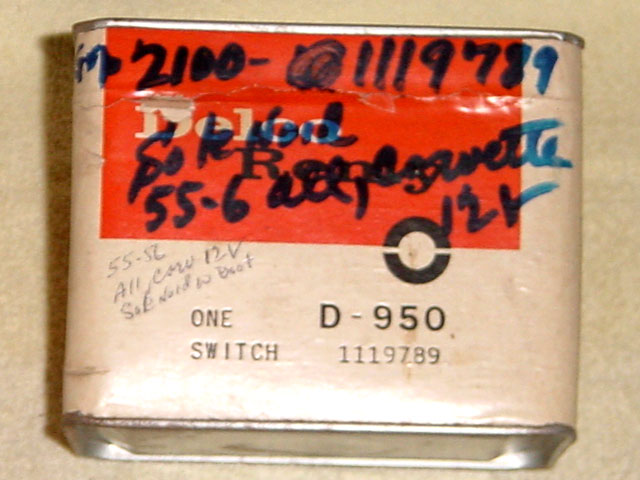 2100- 1119789
Delco
Remy
Solenoid
55-6 all, Corvette
12V
55-56
All Corv 12V
Solenoid w Boot
ONE D-950
SWITCH 1119789